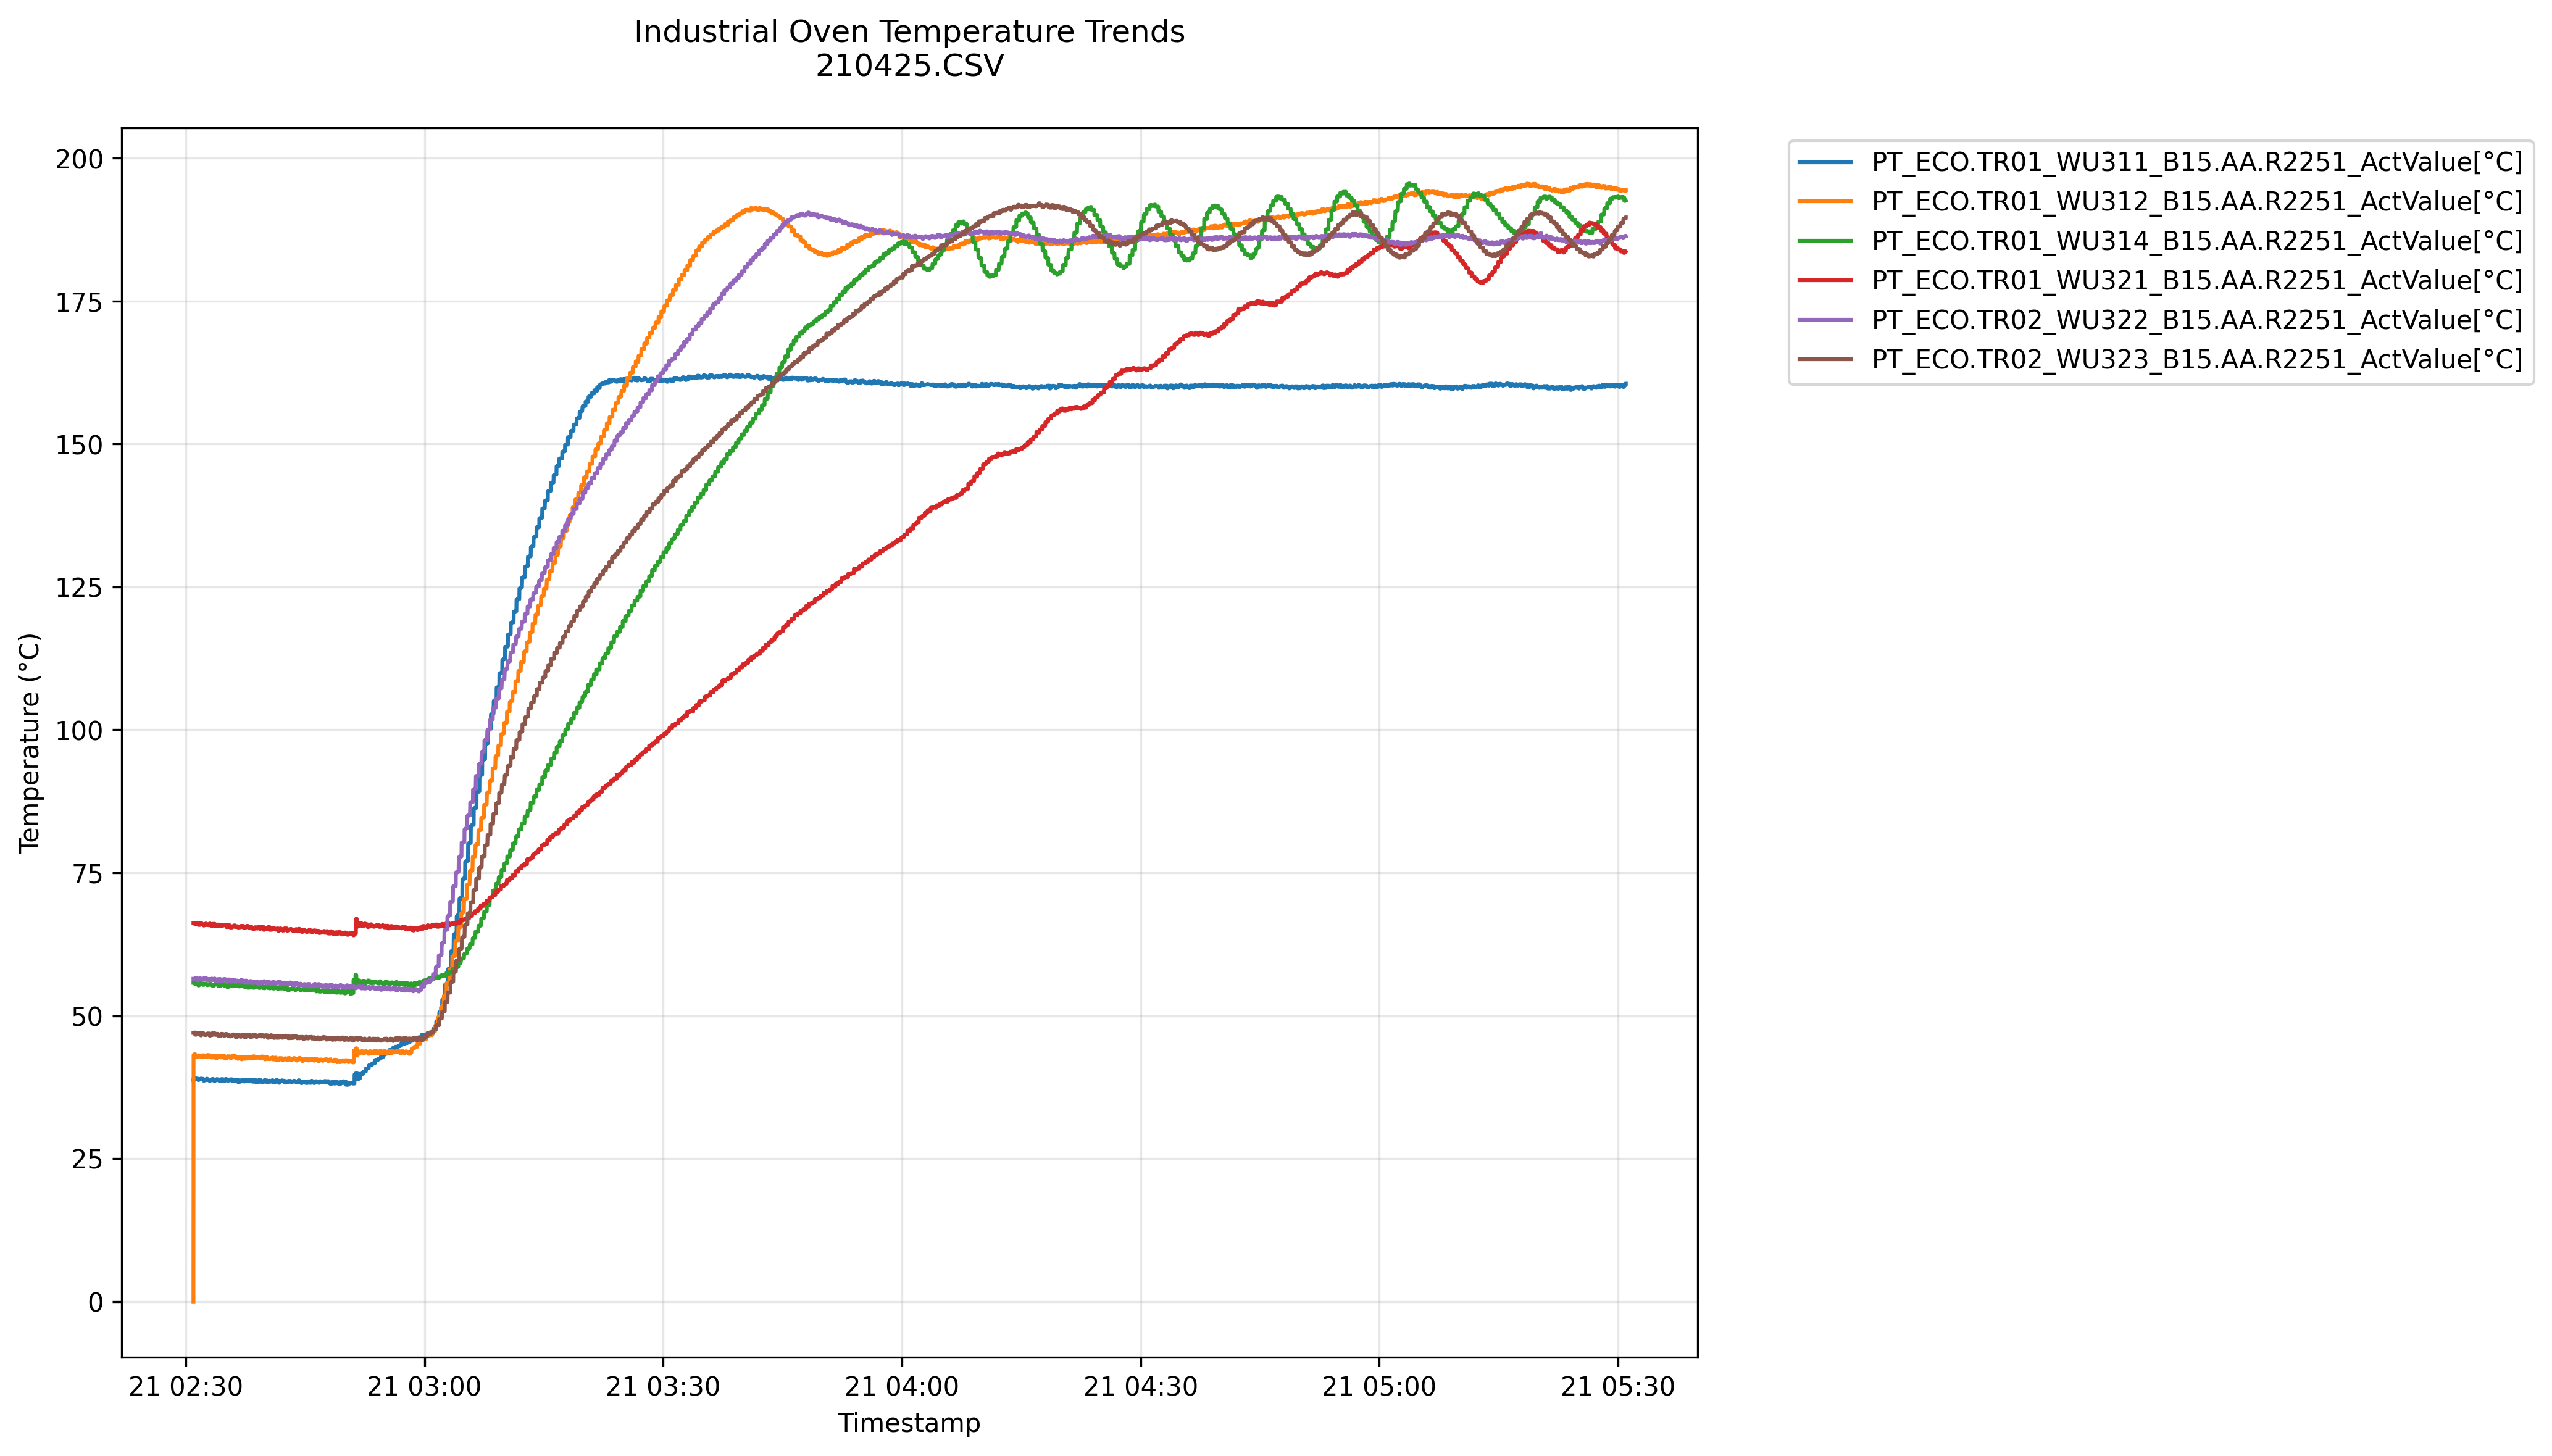 Industrial Oven Temperature Trends
210425.CSV
PT_ECO.TR01_WU311_B15.AA.R2251_ActValue[°C]
PT_ECO.TR01_WU312_B15.AA.R2251_ActValue[°C]
PT_ECO.TR01_WU314_B15.AA.R2251_ActValue[°C]
PT_ECO.TR01_WU321_B15.AA.R2251_ActValue[°C]
PT_ECO.TR02_WU322_B15.AA.R2251_ActValue[°C]
PT_ECO.TR02_WU323_B15.AA.R2251_ActValue[°C]
Temperature (°C)
200
175
150
125
100
75
50
25
0
21 02:30 21 03:00 21 03:30 21 04:00 21 04:30 21 05:00 21 05:30
Timestamp